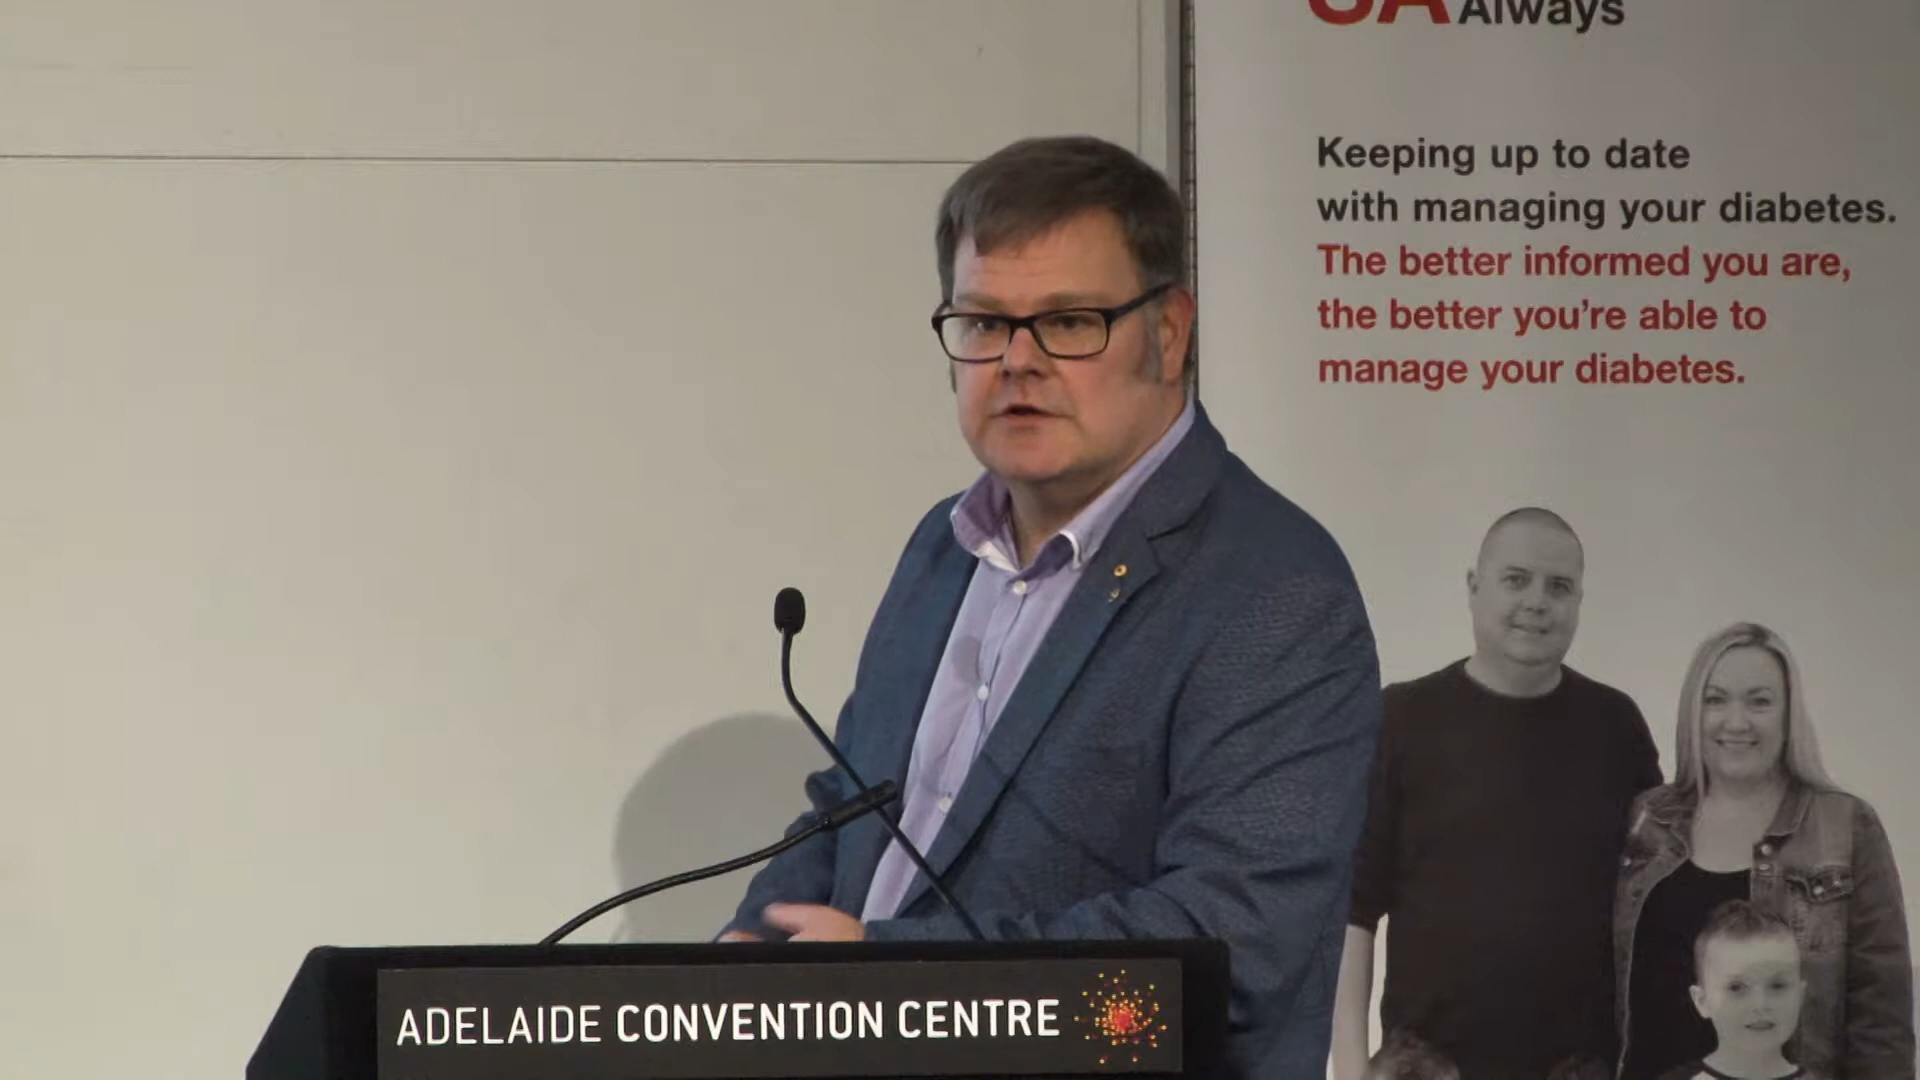 SA Always
Keeping up to date
with managing your diabetes.
The better informed you are,
the better you're able to
manage your diabetes.
ADELAIDE CONVENTION CENTRE